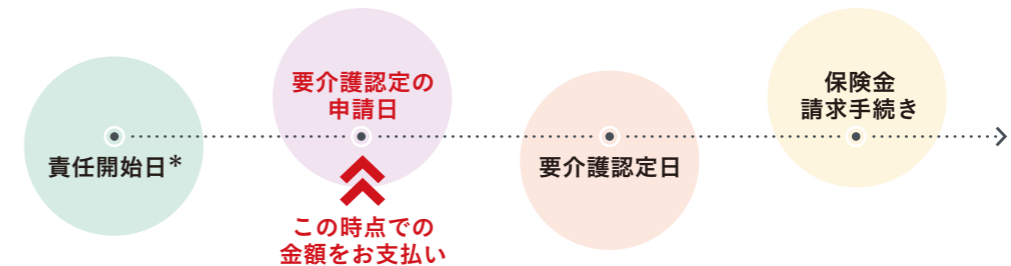 責任開始日*
要介護認定の
申請日
この時点での
金額をお支払い
要介護認定日
保険金
請求手続き